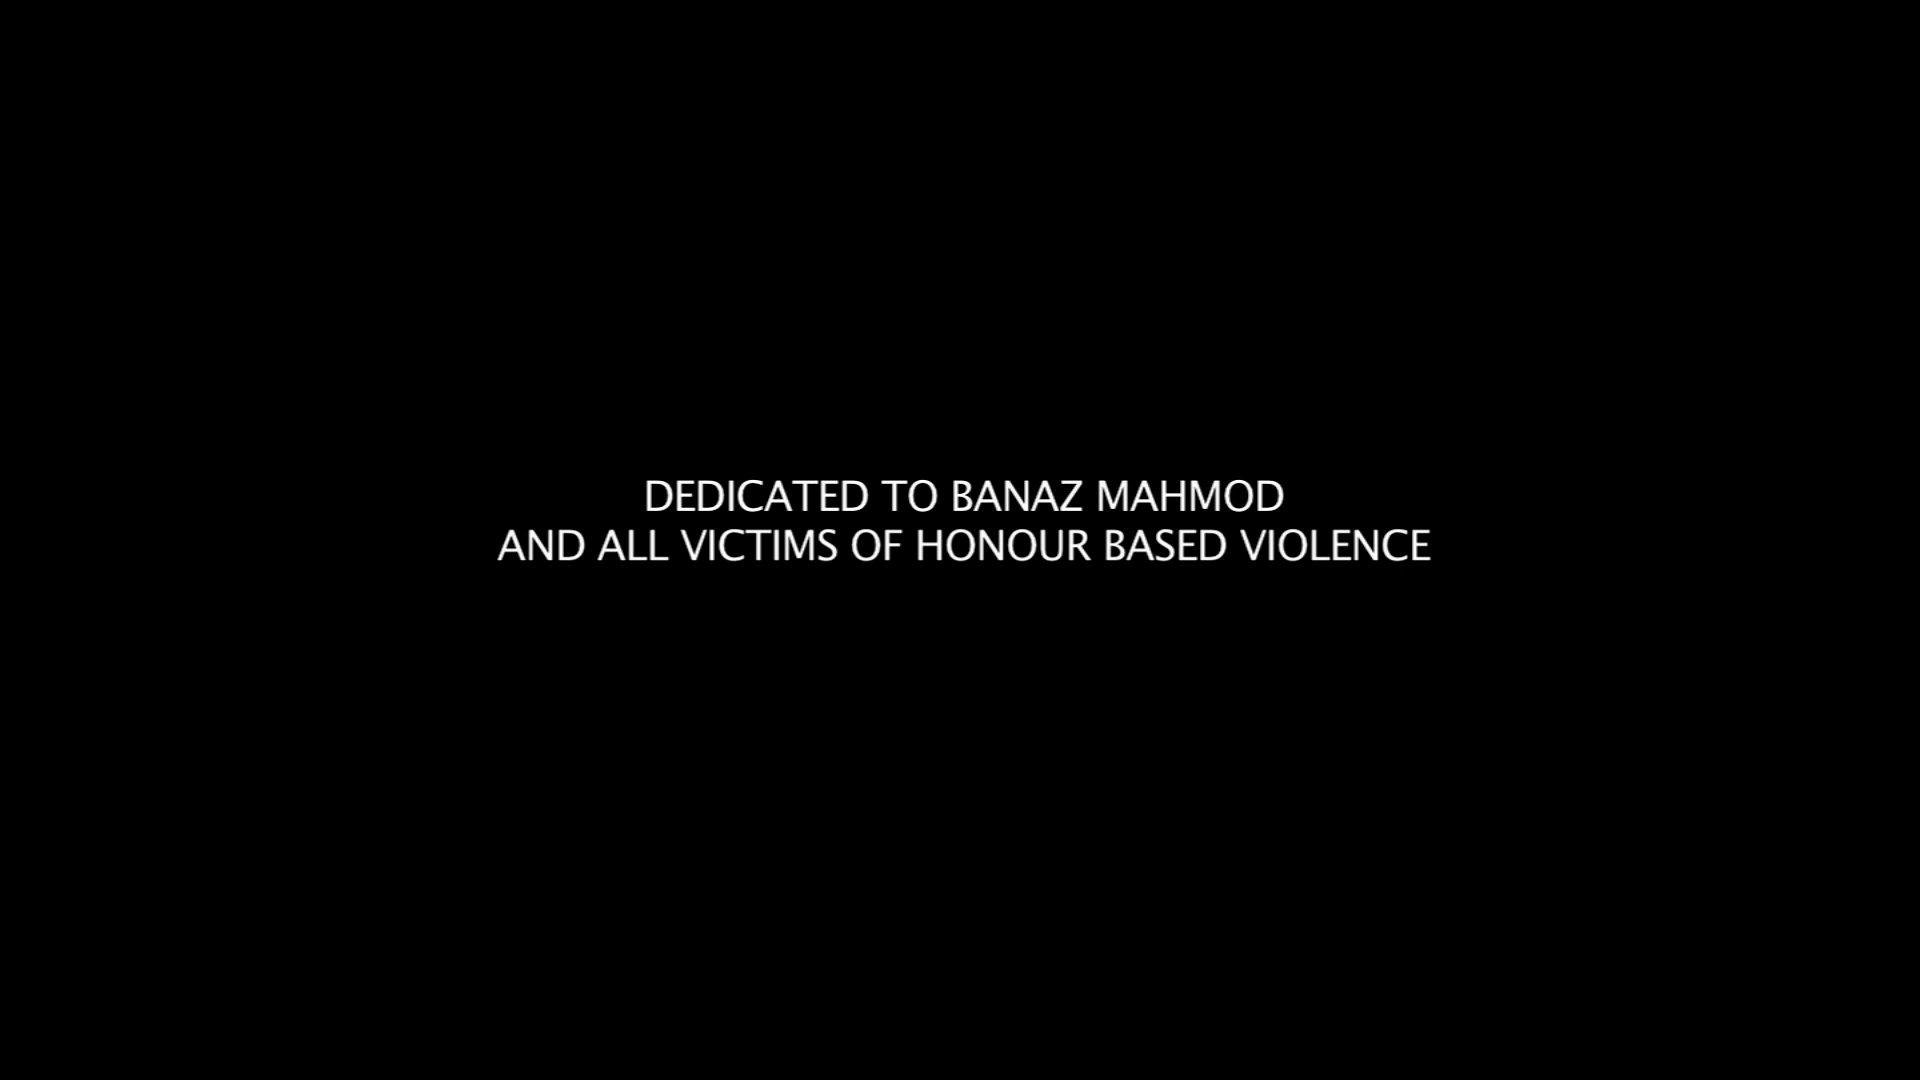 DEDICATED TO BANAZ MAHMOD
AND ALL VICTIMS OF HONOUR BASED VIOLENCE